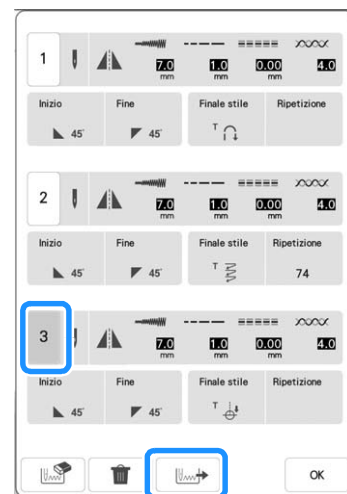 1
7.0 1.0 0.00 4.0
mm mm mm
Inizio Fine Finale stile Ripetizione
45° 45° T
2
7.0 1.0 0.00 4.0
mm mm mm
Inizio Fine Finale stile Ripetizione
45° 45° T 74
3
7.0 1.0 0.00 4.0
mm mm mm
Inizio Fine Finale stile Ripetizione
45° 45° T
OK